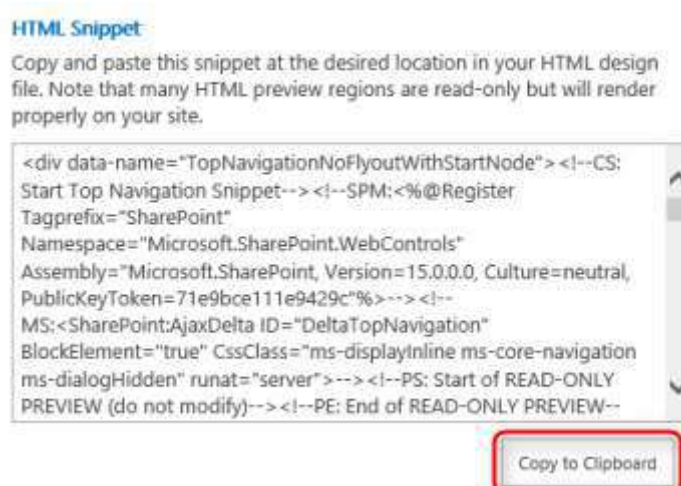 HTML Snippet
Copy and paste this snippet at the desired location in your HTML design
file. Note that many HTML preview regions are read-only but will render
properly on your site.
<div data-name="TopNavigationNoFlyoutWithStartNode"><!--CS:
Start Top Navigation Snippet--><!--SPM:<%@Register
Tagprefix="SharePoint"
Namespace="Microsoft.SharePoint.WebControls"
Assembly="Microsoft.SharePoint, Version=15.0.0.0, Culture=neutral,
PublicKeyToken=71e9bce111e9429c"%>--><!--
MS:<SharePoint:AjaxDelta ID="DeltaTopNavigation"
BlockElement="true" CssClass="ms-displayInline ms-core-navigation
ms-dialogHidden" runat="server">--><!--PS: Start of READ-ONLY
PREVIEW (do not modify)--><!--PE: End of READ-ONLY PREVIEW--
Copy to Clipboard